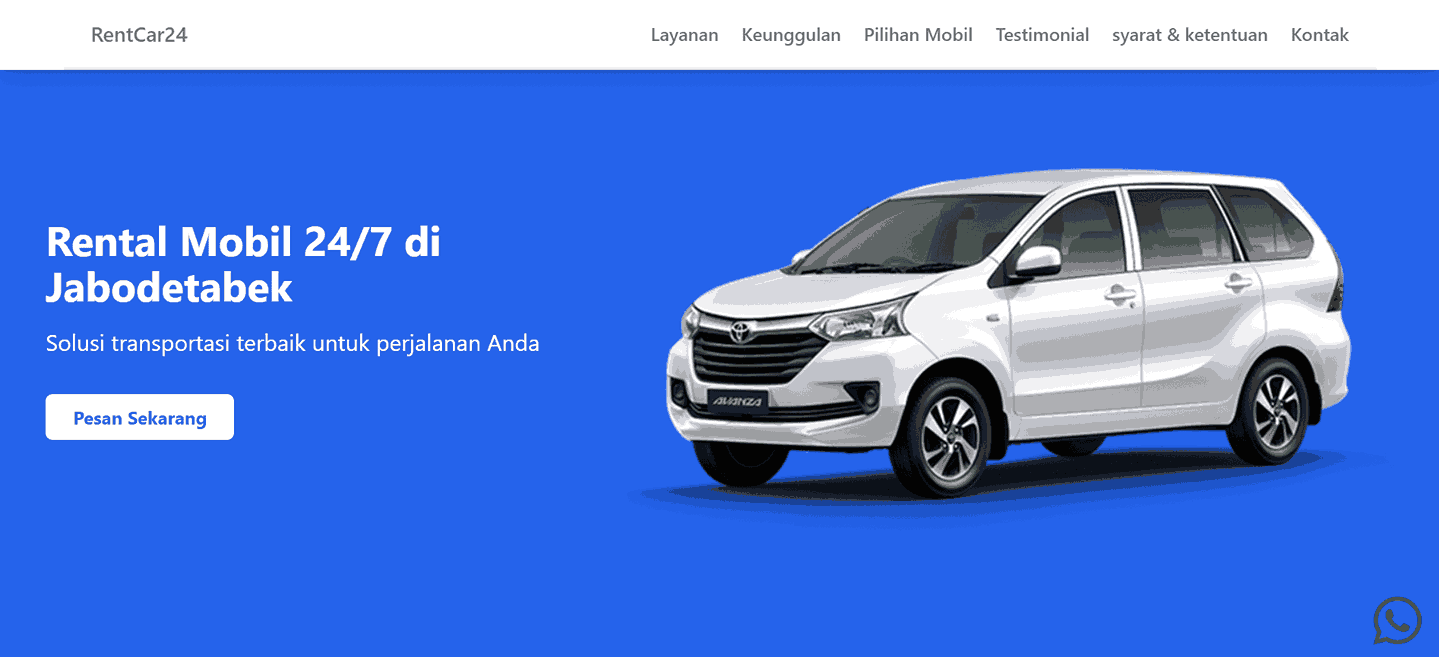 RentCar24
Layanan
Keunggulan
Pilihan Mobil
Testimonial
syarat & ketentuan
Kontak
Rental Mobil 24/7 di
Jabodetabek
Solusi transportasi terbaik untuk perjalanan Anda
Pesan Sekarang
AVANZA